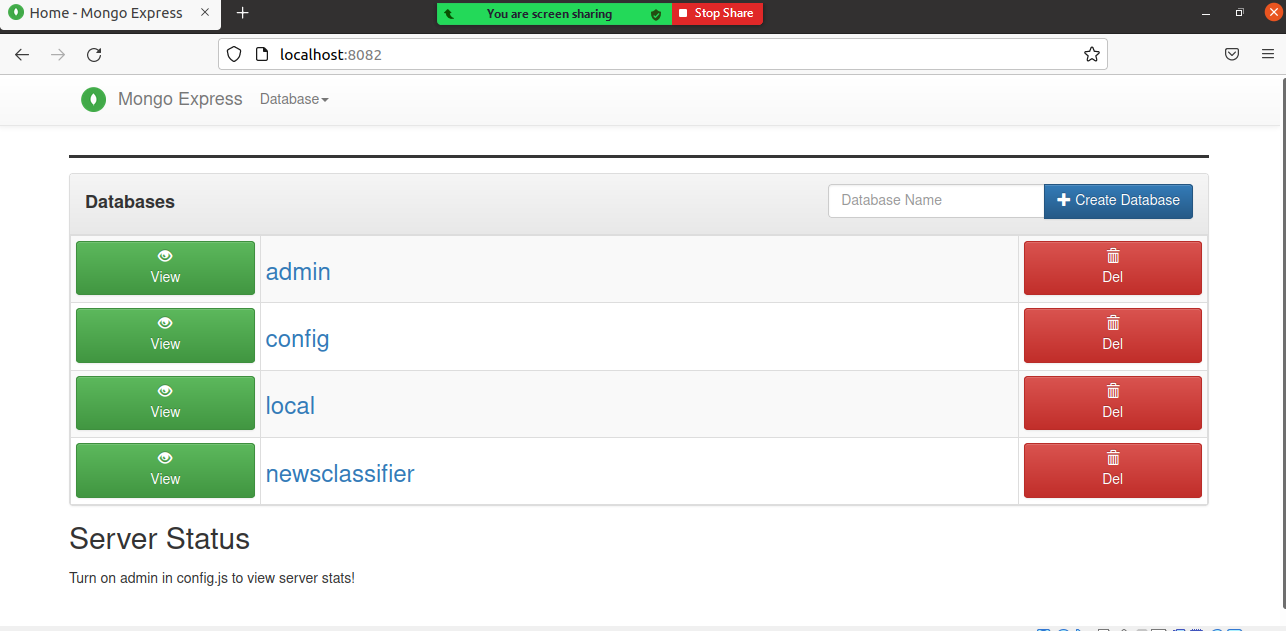 Home - Mongo Express
You are screen sharing
Stop Share
localhost:8082
Mongo Express
Database
Databases
Database Name
Create Database
View
admin
Del
View
config
Del
View
local
Del
View
newsclassifier
Del
Server Status
Turn on admin in config.js to view server stats!